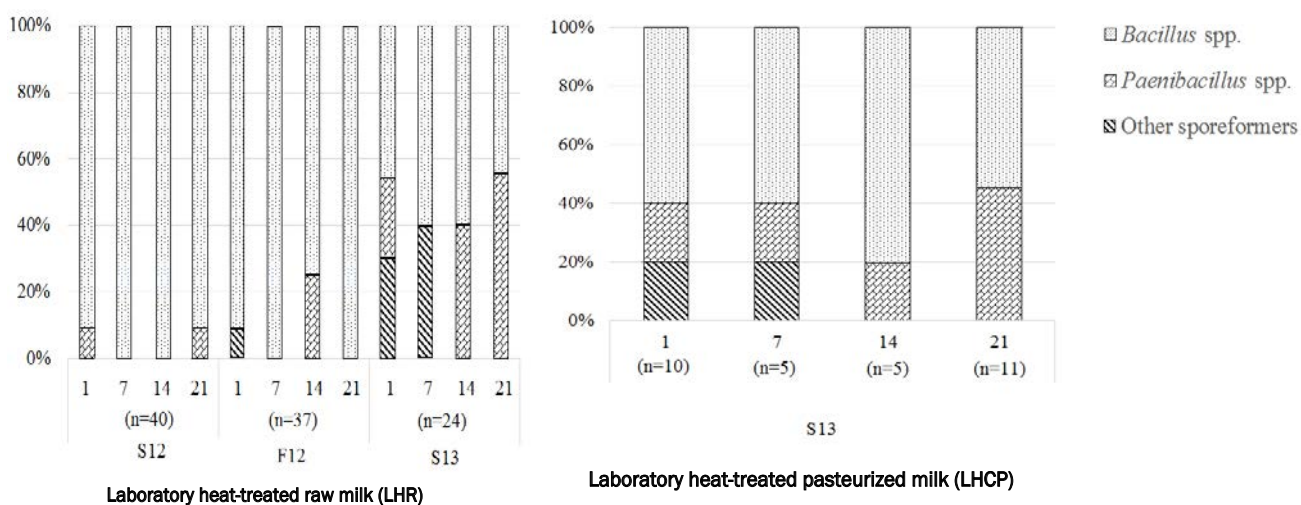 100%
80%
60%
40%
20%
0%
1 7 14 21 1 7 14 21 1 7 14 21
(n=40) (n=37) (n=24)
S12 F12 S13
Laboratory heat-treated raw milk (LHR)
100%
80%
60%
40%
20%
0%
1 7 14 21
(n=10) (n=5) (n=5) (n=11)
S13
Laboratory heat-treated pasteurized milk (LHCP)
Bacillus spp.
Paenibacillus spp.
Other sporeformers